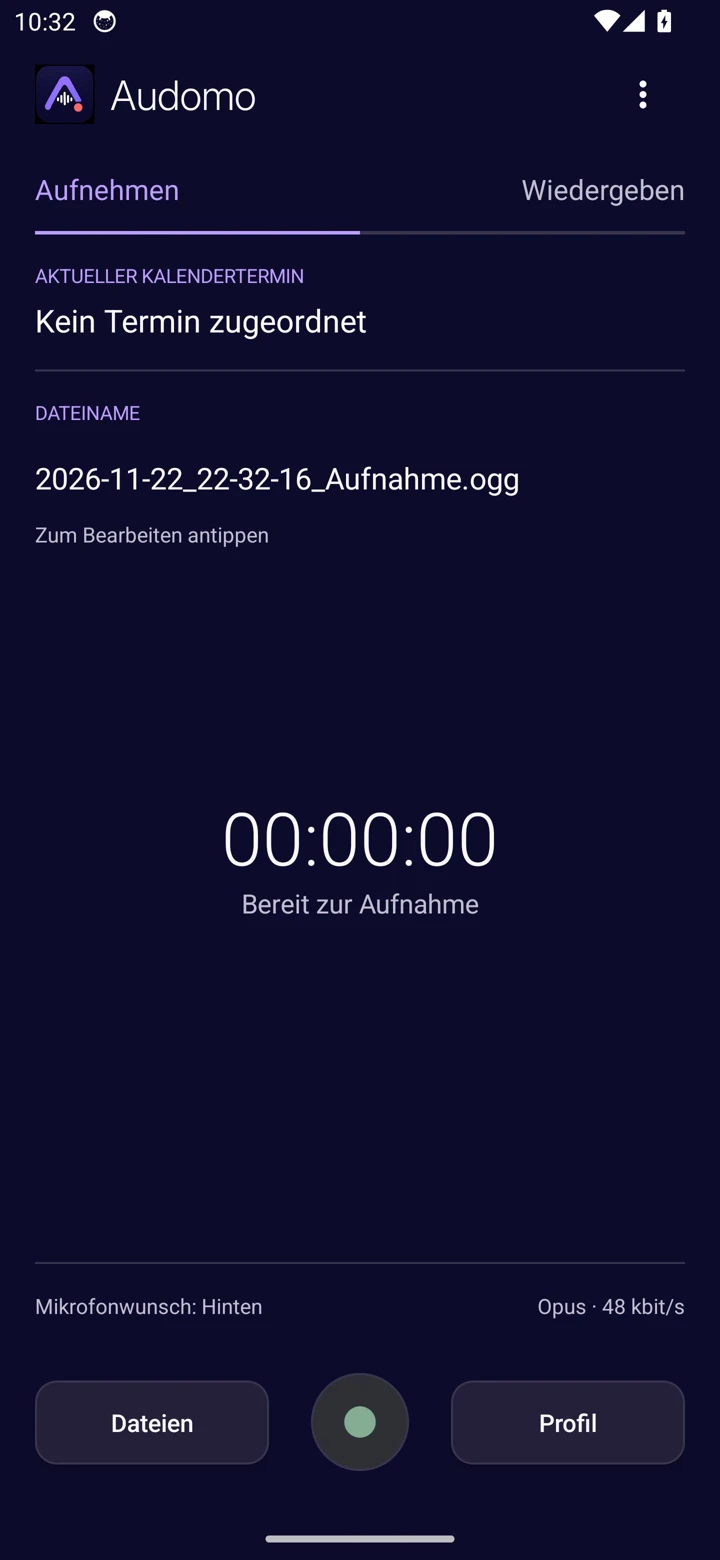 10:32
Audomo
Aufnehmen
Wiedergeben
AKTUELLER KALENDERTERMIN
Kein Termin zugeordnet
DATEINAME
2026-11-22_22-32-16_Aufnahme.ogg
Zum Bearbeiten antippen
00:00:00
Bereit zur Aufnahme
Mikrofonwunsch: Hinten
Opus · 48 kbit/s
Dateien
Profil